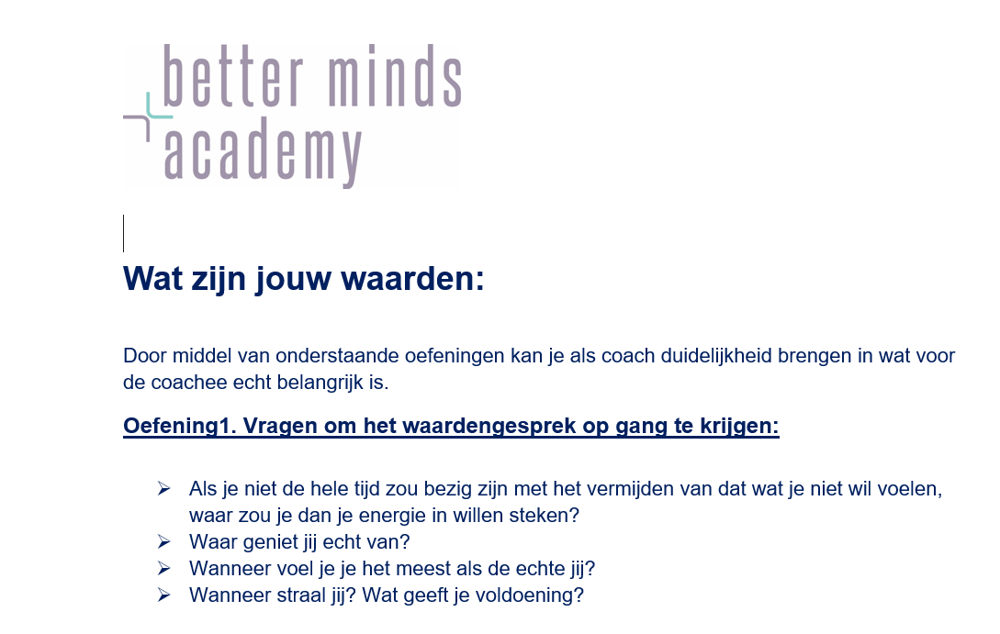 better minds
academy
Wat zijn jouw waarden:
Door middel van onderstaande oefeningen kan je als coach duidelijkheid brengen in wat voor
de coachee echt belangrijk is.
Oefening1. Vragen om het waardengesprek op gang te krijgen:
➢ Als je niet de hele tijd zou bezig zijn met het vermijden van dat wat je niet wil voelen,
waar zou je dan je energie in willen steken?
➢ Waar geniet jij echt van?
➢ Wanneer voel je je het meest als de echte jij?
➢ Wanneer straal jij? Wat geeft je voldoening?